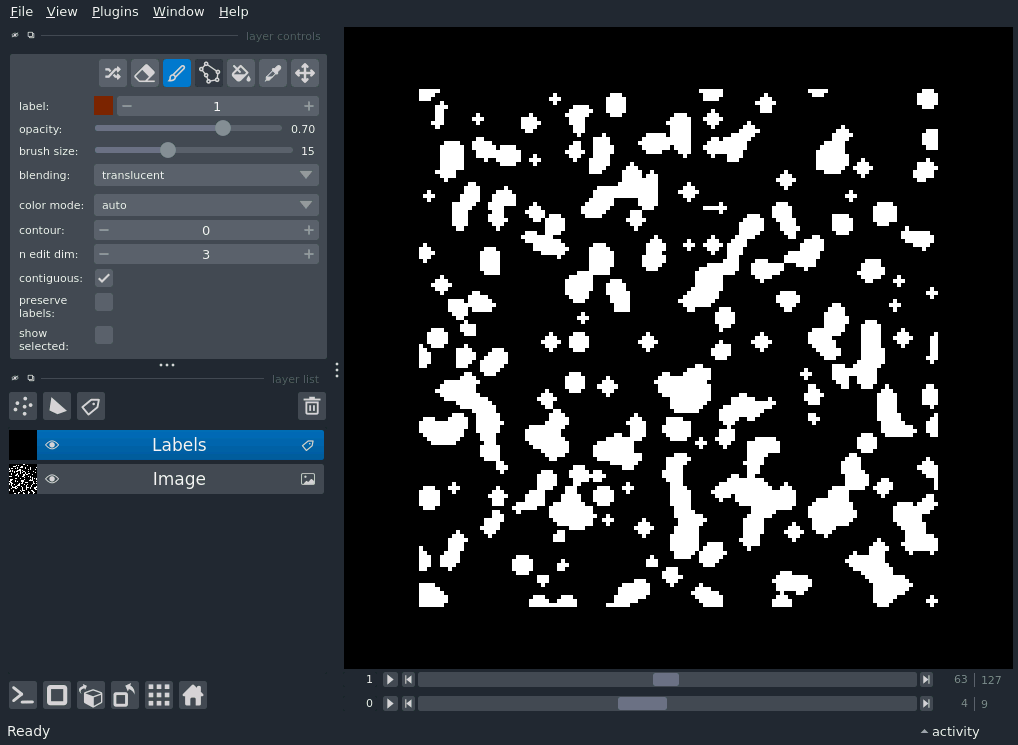 File View Plugins Window Help
layer controls
label: 1
opacity: 0.70
brush size: 15
blending: translucent
color mode: auto
contour: 0
n edit dim: 3
contiguous:
preserve
labels:
show
selected:
layer list
Labels
Image
1 63 127
0 4 9
Ready activity